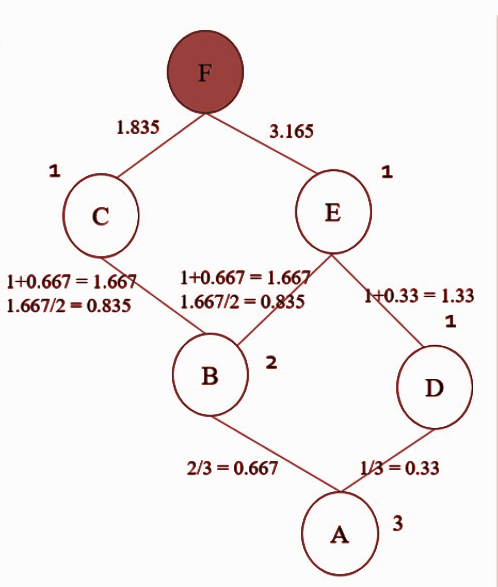 F
1.835
3.165
1
1
C
E
1+0.667 = 1.667
1.667/2 = 0.835
1+0.667 = 1.667
1.667/2 = 0.835
1+0.33 = 1.33
1
B
2
D
2/3 = 0.667
1/3 = 0.33
A
3